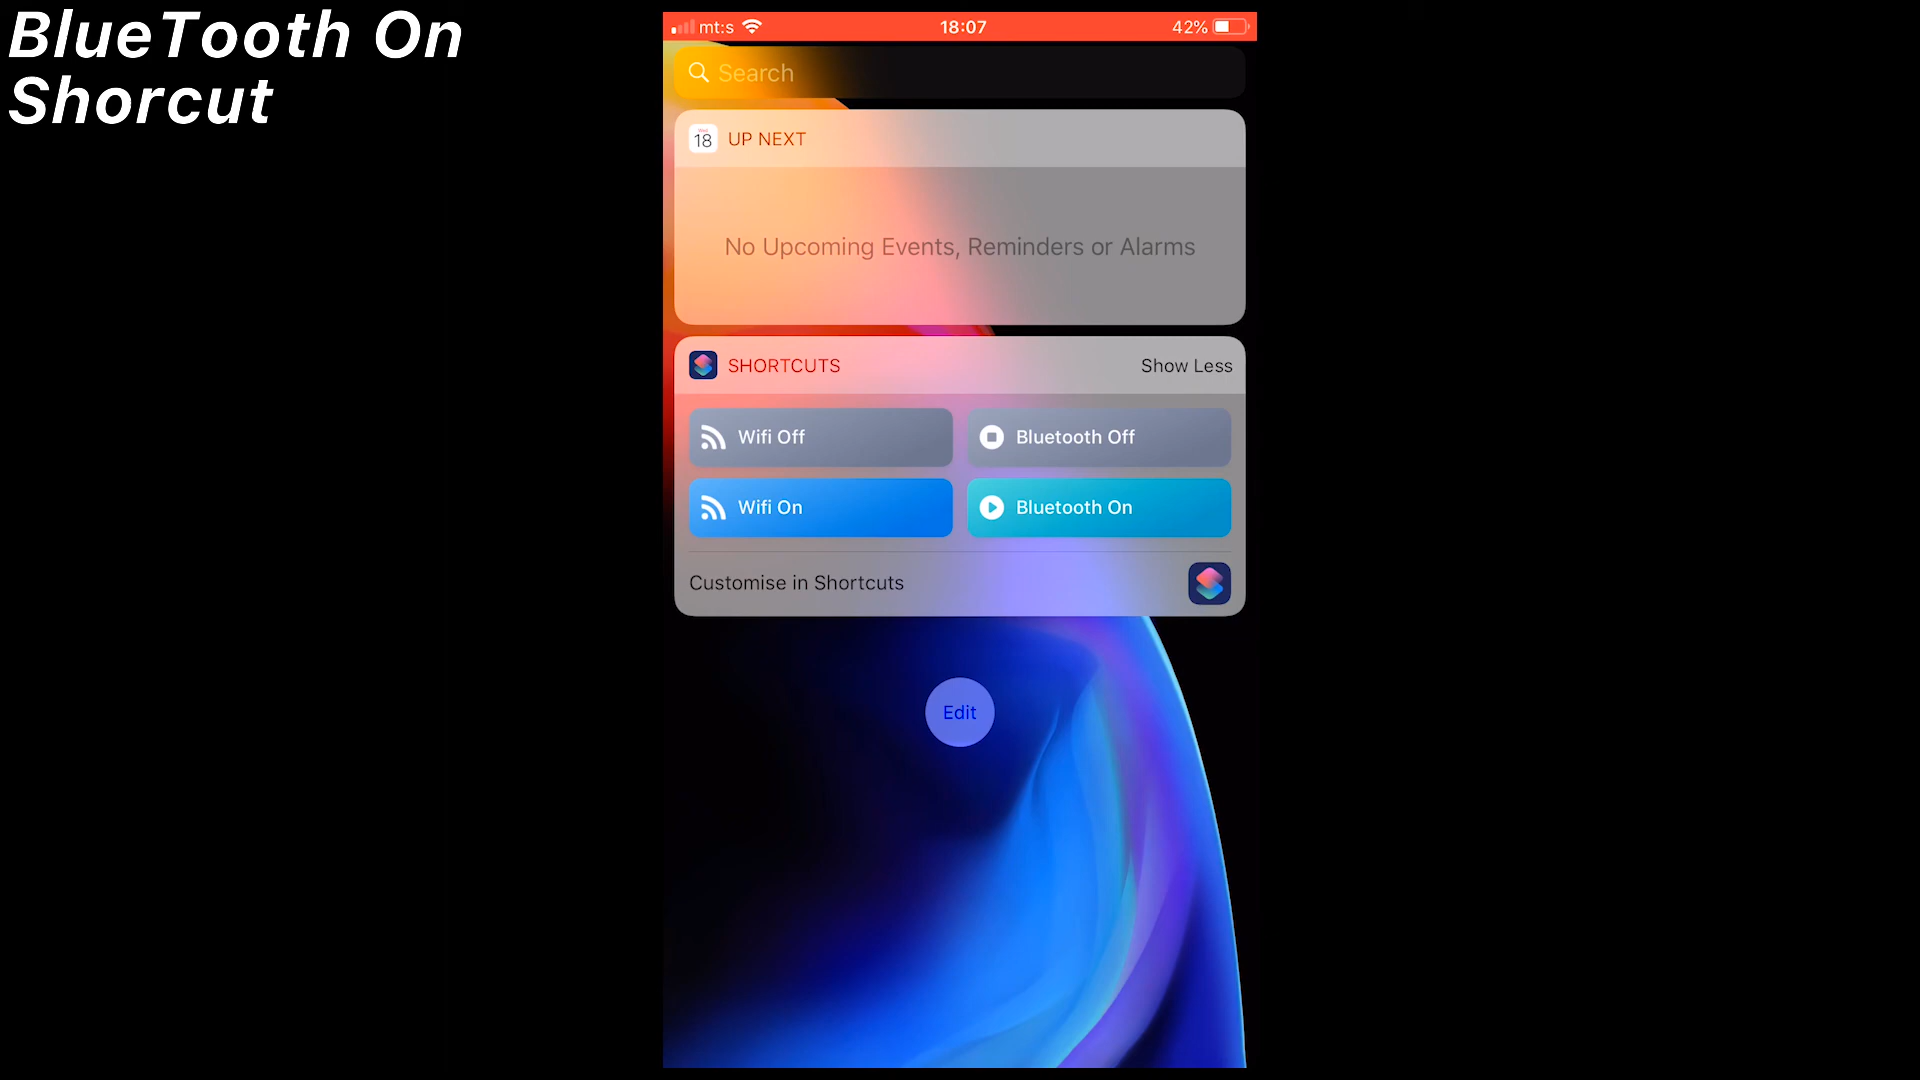 BlueTooth On
Shorcut
mt:s 18:07 42%
Search
18 UP NEXT
No Upcoming Events, Reminders or Alarms
SHORTCUTS Show Less
Wifi Off Bluetooth Off
Wifi On Bluetooth On
Customise in Shortcuts
Edit